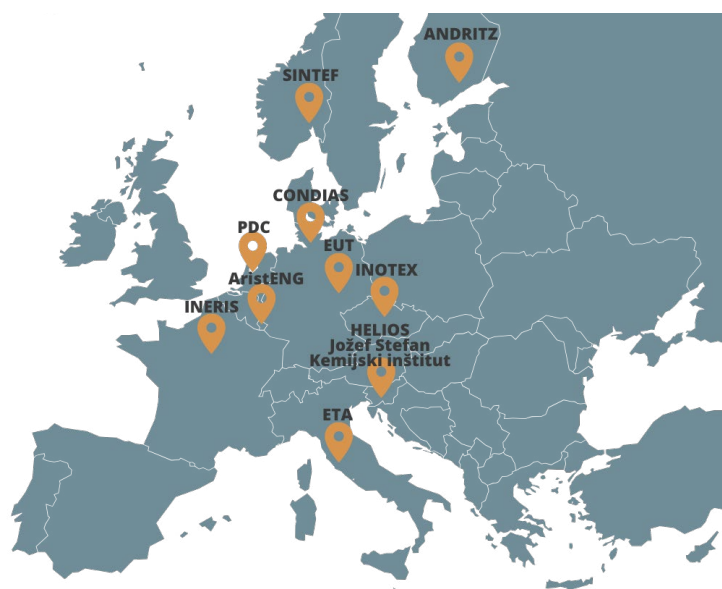 ANDRITZ
SINTEF
CONDIAS
PDC
EUT
AristENG
INOTEX
INERIS
HELIOS
Jožef Stefan
Kemijski inštitut
ETA